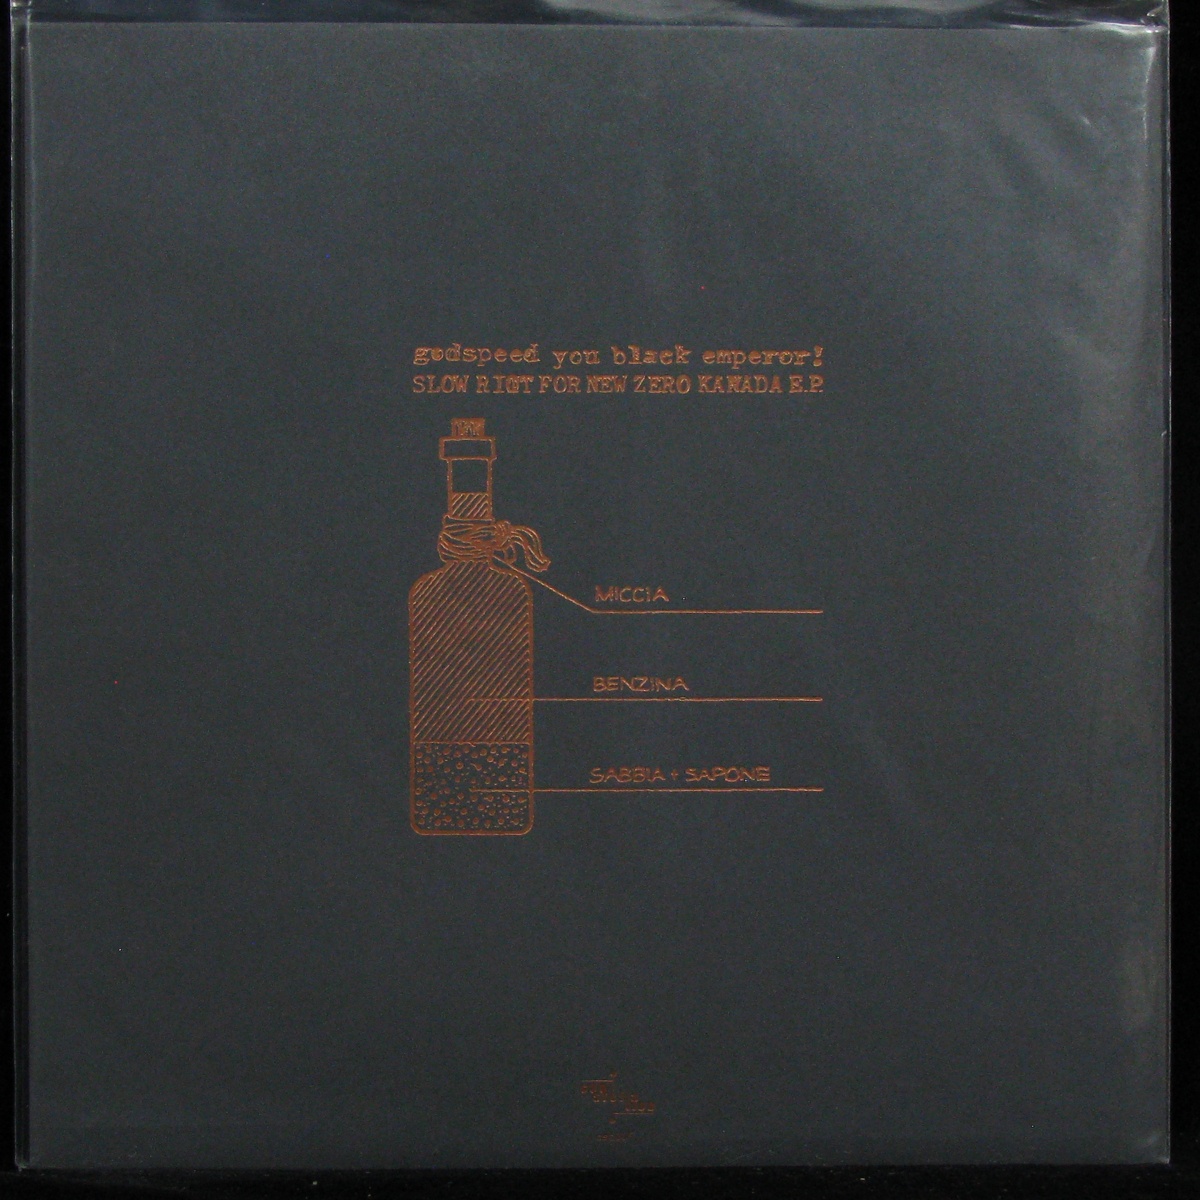 godspeed you black emperor!
SLOW RIOT FOR NEW ZERO KANADA E.P.
MICCIA
BENZINA
SABBIA + SAPONE